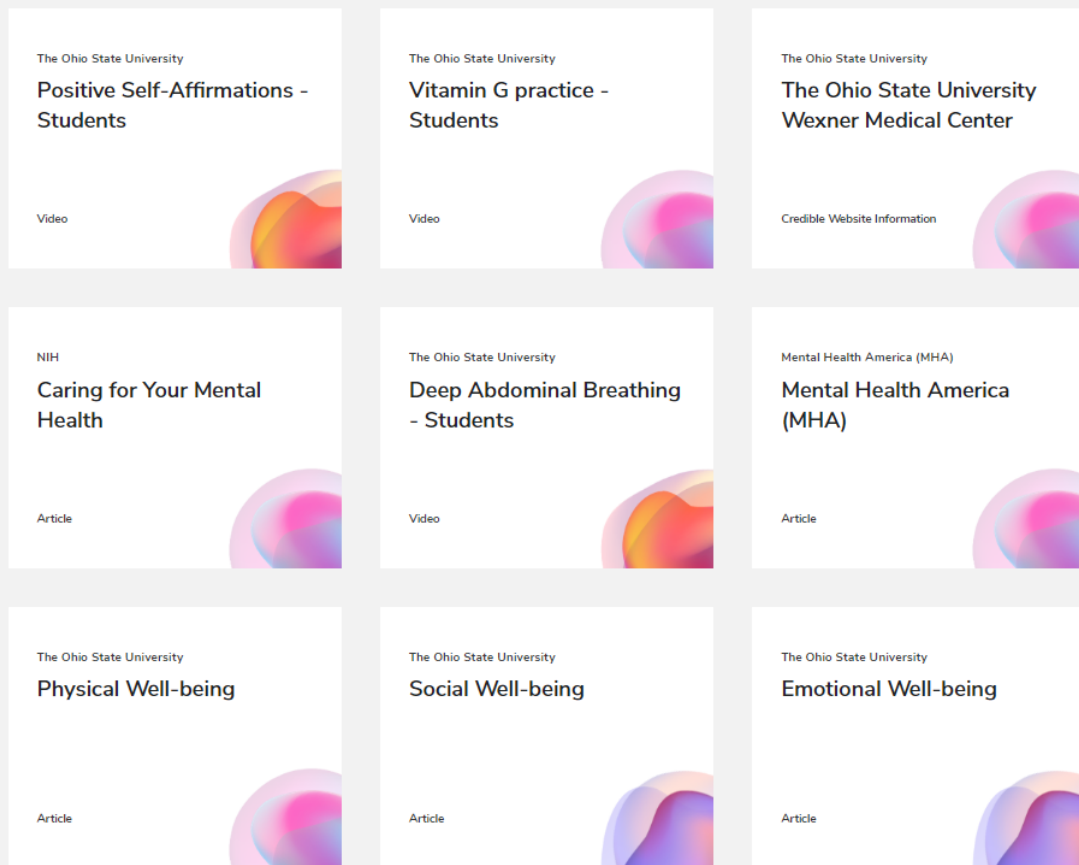 The Ohio State University
Positive Self-Affirmations -
Students
Video
The Ohio State University
Vitamin G practice -
Students
Video
The Ohio State University
The Ohio State University
Wexner Medical Center
Credible Website Information
NIH
Caring for Your Mental
Health
Article
The Ohio State University
Deep Abdominal Breathing
- Students
Video
Mental Health America (MHA)
Mental Health America
(MHA)
Article
The Ohio State University
Physical Well-being
Article
The Ohio State University
Social Well-being
Article
The Ohio State University
Emotional Well-being
Article